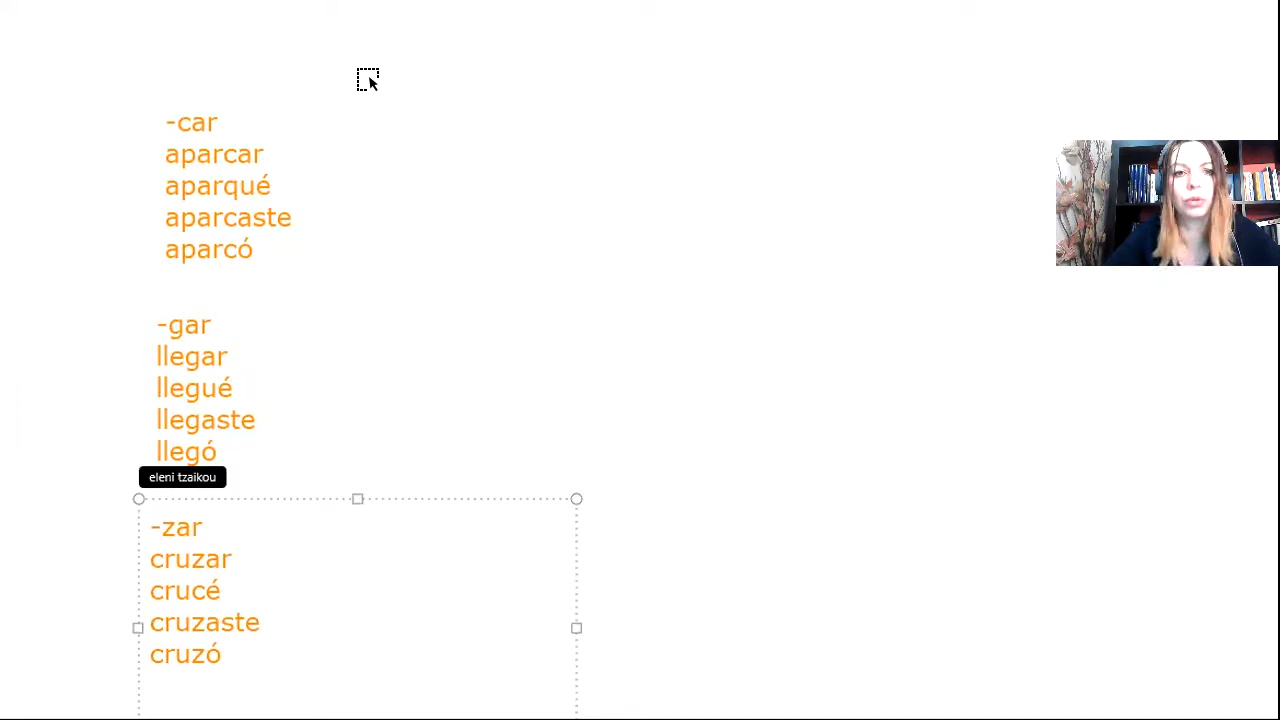 -car
aparcar
aparqué
aparcaste
aparcó
-gar
llegar
llegué
llegaste
llegó
eleni tzaikou
-zar
cruzar
crucé
cruzaste
cruzó